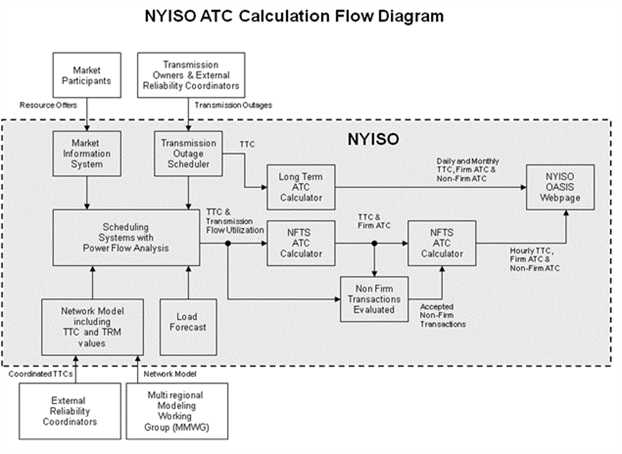 NYISO ATC Calculation Flow Diagram
Market
Participants
Transmission
Owners & External
Reliability Coordinators
Resource Offers
Transmission Outages
NYISO
Market
Information
System
Transmission
Outage
Scheduler
TTC
Long Term
ATC
Calculator
Daily and Monthly
TTC, Firm ATC &
Non-Firm ATC
NYISO
OASIS
Webpage
Scheduling
Systems with
Power Flow Analysis
TTC &
Transmission
Flow Utilization
NFTS
ATC
Calculator
TTC
& Firm ATC
NFTS
ATC
Calculator
Hourly TTC,
Firm ATC &
Non-Firm ATC
Network Model
including
TTC and TRM
values
Load
Forecast
Non Firm
Transactions
Evaluated
Accepted
Non-Firm
Transactions
Coordinated TTCs
Network Model
External
Reliability
Coordinators
Multi regional
Modeling
Working
Group (MMWG)